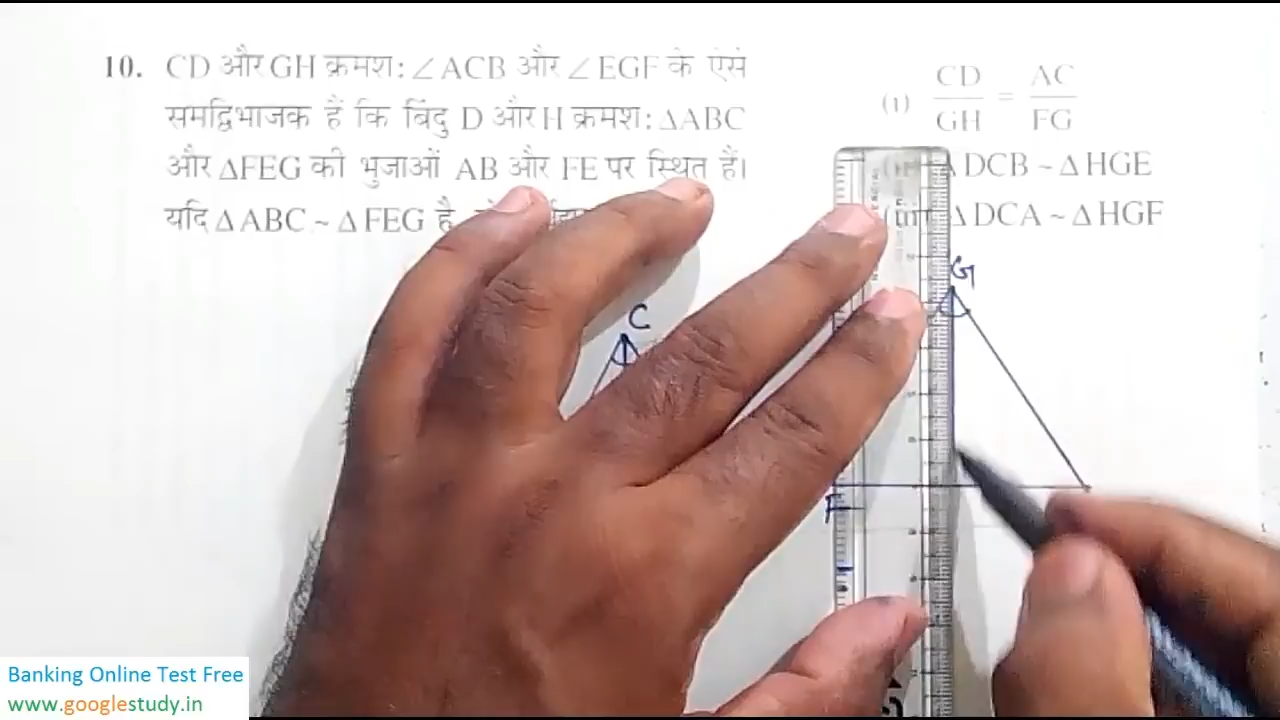 10. CD और GH क्रमश: ∠ACB और ∠EGF के ऐसे
समद्विभाजक हैं कि बिंदु D और H क्रमश: ΔABC
और ΔFEG की भुजाओं AB और FE पर स्थित हैं।
यदि ΔABC ~ ΔFEG है
(i) CD/GH = AC/FG
ΔDCB ~ ΔHGE
(iii) ΔDCA ~ ΔHGF
C
G
F
Banking Online Test Free
www.googlestudy.in